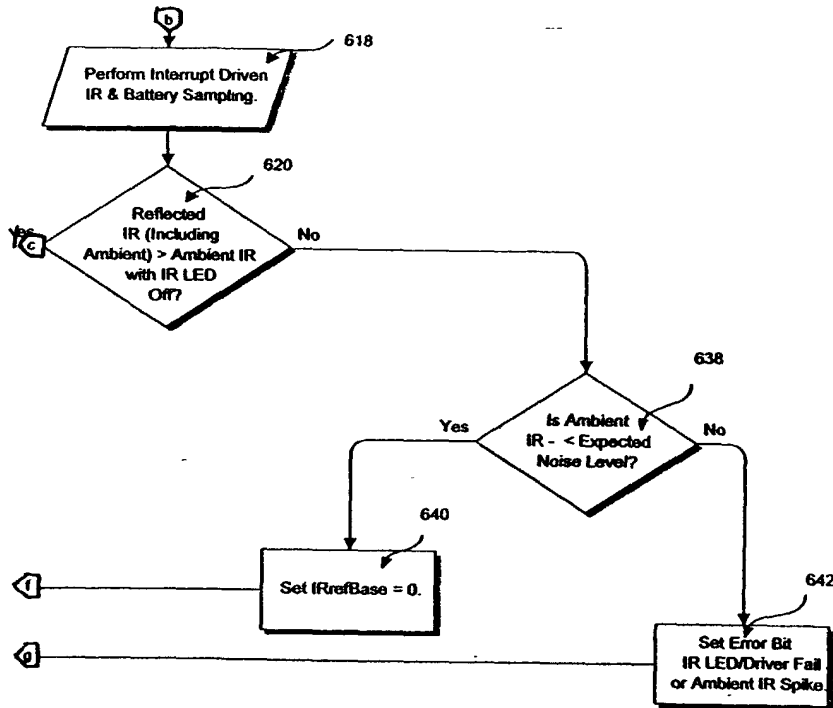 b
618
Perform Interrupt Driven
IR & Battery Sampling.
620
Reflected
IR (Including
Ambient) > Ambient IR
with IR LED
Off?
Yes
c
No
638
Is Ambient
IR - < Expected
Noise Level?
Yes
No
640
Set IRrefBase = 0.
f
642
Set Error Bit
IR LED/Driver Fail
or Ambient IR Spike.
g